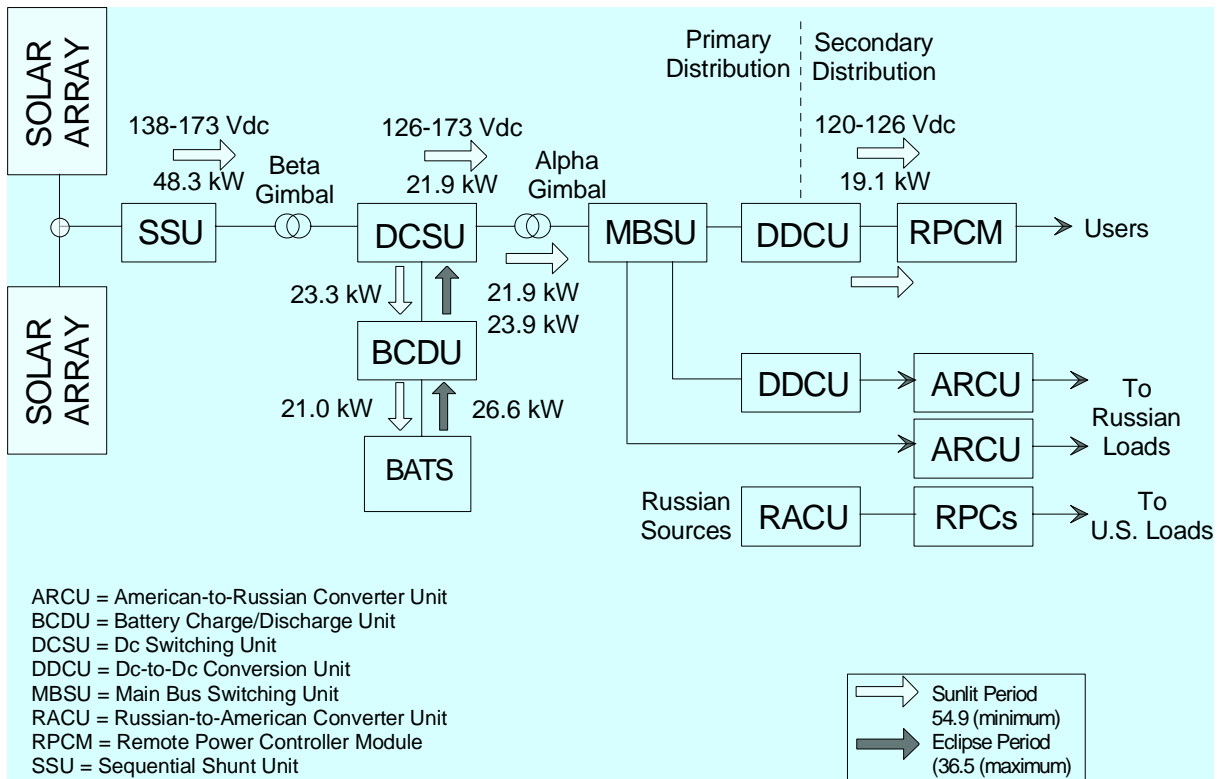 SOLAR
ARRAY
SOLAR
ARRAY
Primary
Distribution
Secondary
Distribution
138-173 Vdc
48.3 kW
Beta
Gimbal
126-173 Vdc
21.9 kW
Alpha
Gimbal
120-126 Vdc
19.1 kW
SSU
DCSU
MBSU
DDCU
RPCM
Users
23.3 kW
21.9 kW
23.9 kW
BCDU
21.0 kW
26.6 kW
BATS
DDCU
ARCU
ARCU
To
Russian
Loads
Russian
Sources
RACU
RPCs
To
U.S. Loads
ARCU = American-to-Russian Converter Unit
BCDU = Battery Charge/Discharge Unit
DCSU = Dc Switching Unit
DDCU = Dc-to-Dc Conversion Unit
MBSU = Main Bus Switching Unit
RACU = Russian-to-American Converter Unit
RPCM = Remote Power Controller Module
SSU = Sequential Shunt Unit
Sunlit Period
54.9 (minimum)
Eclipse Period
(36.5 (maximum)